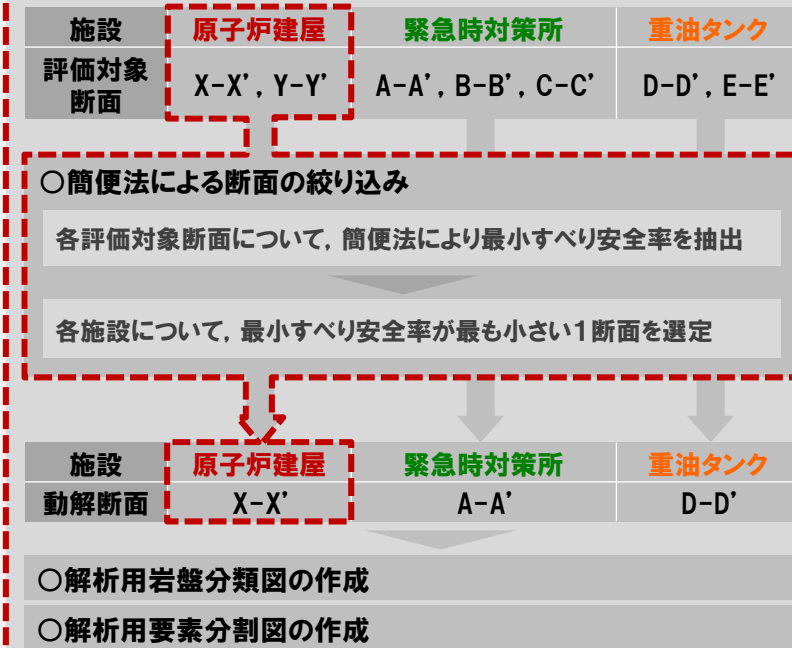 施設 原子炉建屋 緊急時対策所 重油タンク
評価対象
断面 X-X’, Y-Y’ A-A’, B-B’, C-C’ D-D’, E-E’
○簡便法による断面の絞り込み
各評価対象断面について, 簡便法により最小すべり安全率を抽出
各施設について, 最小すべり安全率が最も小さい1断面を選定
施設 原子炉建屋 緊急時対策所 重油タンク
動解断面 X-X’ A-A’ D-D’
○解析用岩盤分類図の作成
○解析用要素分割図の作成